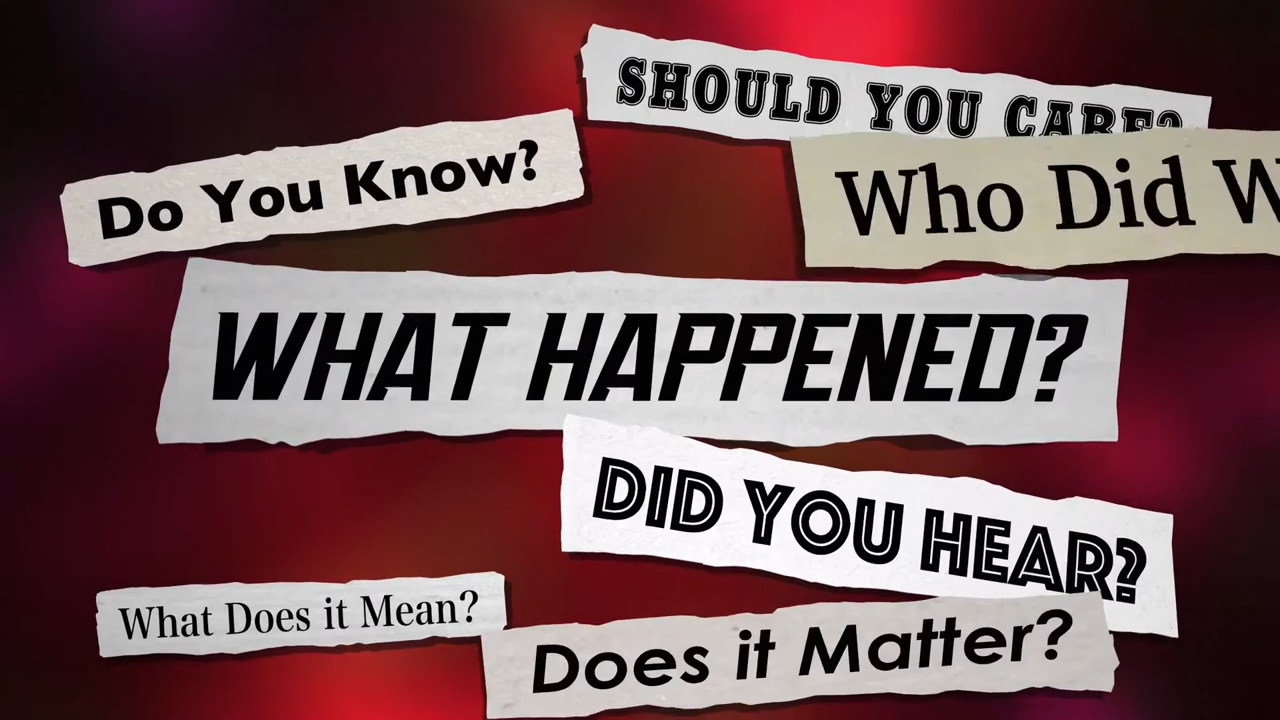 SHOULD YOU CARE?
Do You Know?
Who Did W
WHAT HAPPENED?
DID YOU HEAR?
What Does it Mean?
Does it Matter?